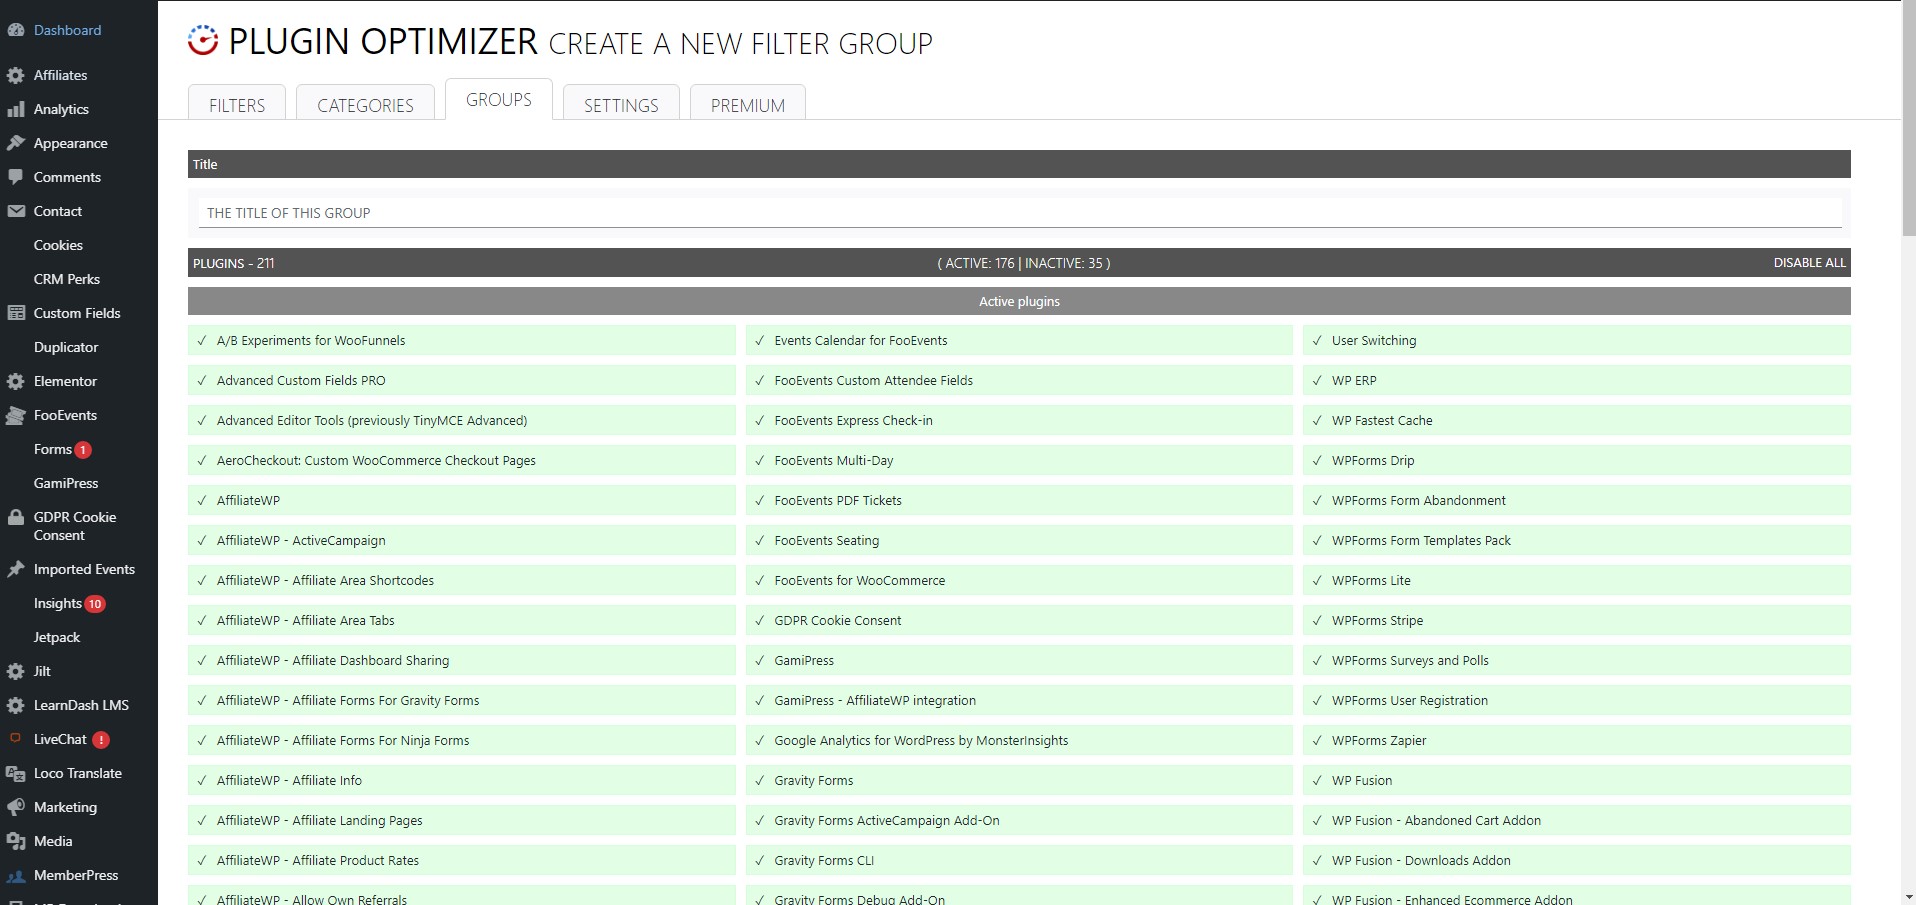 Dashboard
Affiliates
Analytics
Appearance
Comments
Contact
Cookies
CRM Perks
Custom Fields
Duplicator
Elementor
FooEvents
Forms 1
GamiPress
GDPR Cookie
Consent
Imported Events
Insights 10
Jetpack
Jilt
LearnDash LMS
LiveChat !
Loco Translate
Marketing
Media
MemberPress
PLUGIN OPTIMIZER CREATE A NEW FILTER GROUP
FILTERS CATEGORIES GROUPS SETTINGS PREMIUM
Title
THE TITLE OF THIS GROUP
PLUGINS - 211 ( ACTIVE: 176 | INACTIVE: 35 ) DISABLE ALL
Active plugins
✓ A/B Experiments for WooFunnels
✓ Advanced Custom Fields PRO
✓ Advanced Editor Tools (previously TinyMCE Advanced)
✓ AeroCheckout: Custom WooCommerce Checkout Pages
✓ AffiliateWP
✓ AffiliateWP - ActiveCampaign
✓ AffiliateWP - Affiliate Area Shortcodes
✓ AffiliateWP - Affiliate Area Tabs
✓ AffiliateWP - Affiliate Dashboard Sharing
✓ AffiliateWP - Affiliate Forms For Gravity Forms
✓ AffiliateWP - Affiliate Forms For Ninja Forms
✓ AffiliateWP - Affiliate Info
✓ AffiliateWP - Affiliate Landing Pages
✓ AffiliateWP - Affiliate Product Rates
✓ AffiliateWP - Allow Own Referrals
✓ Events Calendar for FooEvents
✓ FooEvents Custom Attendee Fields
✓ FooEvents Express Check-in
✓ FooEvents Multi-Day
✓ FooEvents PDF Tickets
✓ FooEvents Seating
✓ FooEvents for WooCommerce
✓ GDPR Cookie Consent
✓ GamiPress
✓ GamiPress - AffiliateWP integration
✓ Google Analytics for WordPress by MonsterInsights
✓ Gravity Forms
✓ Gravity Forms ActiveCampaign Add-On
✓ Gravity Forms CLI
✓ Gravity Forms Debug Add-On
✓ User Switching
✓ WP ERP
✓ WP Fastest Cache
✓ WPForms Drip
✓ WPForms Form Abandonment
✓ WPForms Form Templates Pack
✓ WPForms Lite
✓ WPForms Stripe
✓ WPForms Surveys and Polls
✓ WPForms User Registration
✓ WPForms Zapier
✓ WP Fusion
✓ WP Fusion - Abandoned Cart Addon
✓ WP Fusion - Downloads Addon
✓ WP Fusion - Enhanced Ecommerce Addon